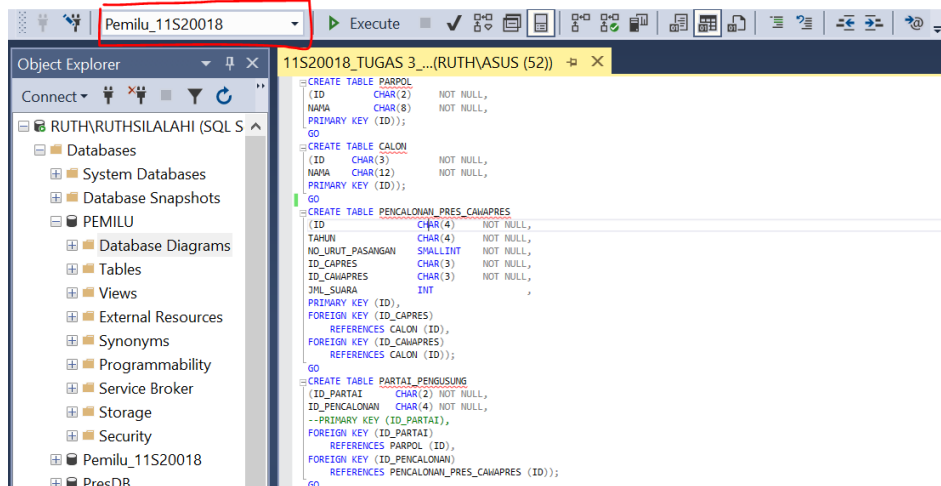 Pemilu_11S20018
Execute
Object Explorer
11S20018_TUGAS 3_...(RUTH\ASUS (52))
Connect
RUTH\RUTHSILALAHI (SQL S
Databases
System Databases
Database Snapshots
PEMILU
Database Diagrams
Tables
Views
External Resources
Synonyms
Programmability
Service Broker
Storage
Security
Pemilu_11S20018
PresDB
CREATE TABLE PARPOL
(ID CHAR(2) NOT NULL,
NAMA CHAR(8) NOT NULL,
PRIMARY KEY (ID));
GO
CREATE TABLE CALON
(ID CHAR(3) NOT NULL,
NAMA CHAR(12) NOT NULL,
PRIMARY KEY (ID));
GO
CREATE TABLE PENCALONAN_PRES_CAWAPRES
(ID CHAR(4) NOT NULL,
TAHUN CHAR(4) NOT NULL,
NO_URUT_PASANGAN SMALLINT NOT NULL,
ID_CAPRES CHAR(3) NOT NULL,
ID_CAWAPRES CHAR(3) NOT NULL,
JML_SUARA INT ,
PRIMARY KEY (ID),
FOREIGN KEY (ID_CAPRES)
REFERENCES CALON (ID),
FOREIGN KEY (ID_CAWAPRES)
REFERENCES CALON (ID));
GO
CREATE TABLE PARTAI_PENGUSUNG
(ID_PARTAI CHAR(2) NOT NULL,
ID_PENCALONAN CHAR(4) NOT NULL,
--PRIMARY KEY (ID_PARTAI),
FOREIGN KEY (ID_PARTAI)
REFERENCES PARPOL (ID),
FOREIGN KEY (ID_PENCALONAN)
REFERENCES PENCALONAN_PRES_CAWAPRES (ID));
GO